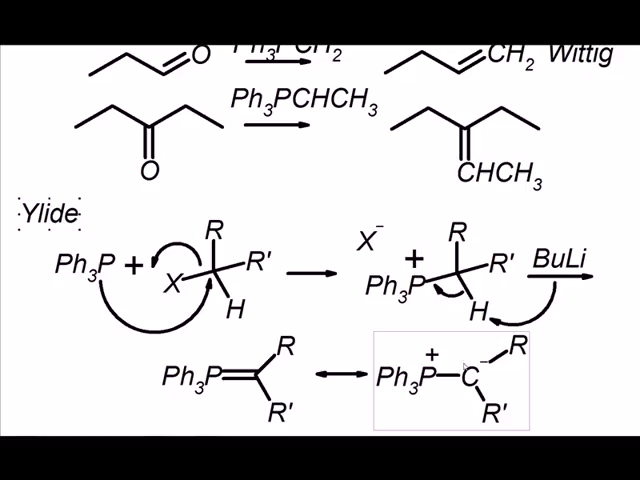 O Ph3PCH2 CH2 Wittig
Ph3PCHCH3
O CHCH3
Ylide
Ph3P + X R R' H X- + Ph3P R R' H BuLi
Ph3P R R' Ph3P + C - R R'